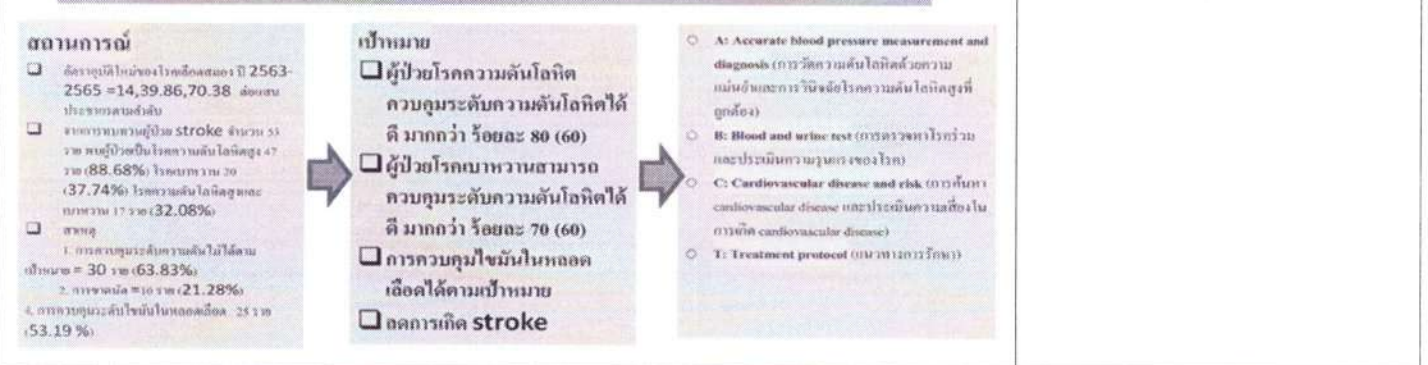 สถานการณ์
❑ อัตราอุบัติใหม่ของโรคเลือดสมอง ปี 2563-
2565 =14,39.86,70.38 ต่อแสน
ประชากรตามลำดับ
❑ จากการทบทวนผู้ป่วย stroke จำนวน 53
ราย พบผู้ป่วยเป็นโรคความดันโลหิตสูง 47
ราย (88.68%) โรคเบาหวาน 20
(37.74%) โรคความดันโลหิตสูงและ
เบาหวาน 17 ราย (32.08%)
❑ สาเหตุ
1. การควบคุมระดับความดันไม่ได้ตาม
เป้าหมาย = 30 ราย (63.83%)
2. การขาดนัด =10 ราย (21.28%)
4. การควบคุมระดับไขมันในหลอดเลือด 25 ราย
(53.19 %)
เป้าหมาย
❑ ผู้ป่วยโรคความดันโลหิต
ควบคุมระดับความดันโลหิตได้
ดี มากกว่า ร้อยละ 80 (60)
❑ ผู้ป่วยโรคเบาหวานสามารถ
ควบคุมระดับความดันโลหิตได้
ดี มากกว่า ร้อยละ 70 (60)
❑ การควบคุมไขมันในหลอด
เลือดได้ตามเป้าหมาย
❑ ลดการเกิด stroke
○ A: Accurate blood pressure measurement and
diagnosis (การวัดความดันโลหิตด้วยความ
แม่นยำและการวินิจฉัยโรคความดันโลหิตสูงที่
ถูกต้อง)
○ B: Blood and urine test (การตรวจหาโรคร่วม
และประเมินความรุนแรงของโรค)
○ C: Cardiovascular disease and risk (การค้นหา
cardiovascular disease และประเมินความเสี่ยงใน
การเกิด cardiovascular disease)
○ T: Treatment protocol (แนวทางการรักษา)